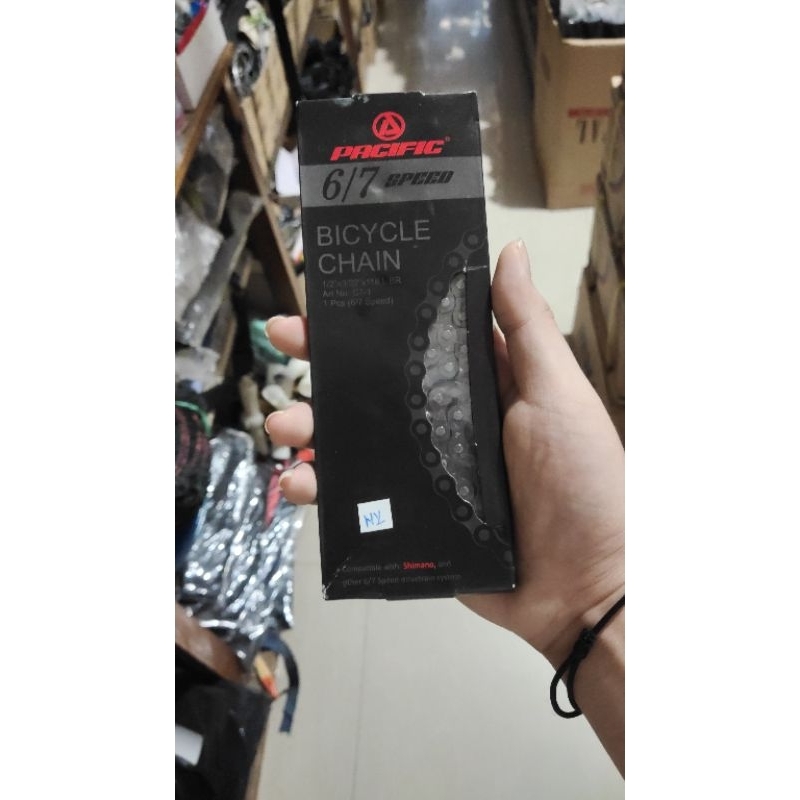 PACIFIC®
6/7 SPEED
BICYCLE
CHAIN
1 Pcs (6/7 Speed)
Compatible with: Shimano, and
other 6/7 Speed drivetrain system